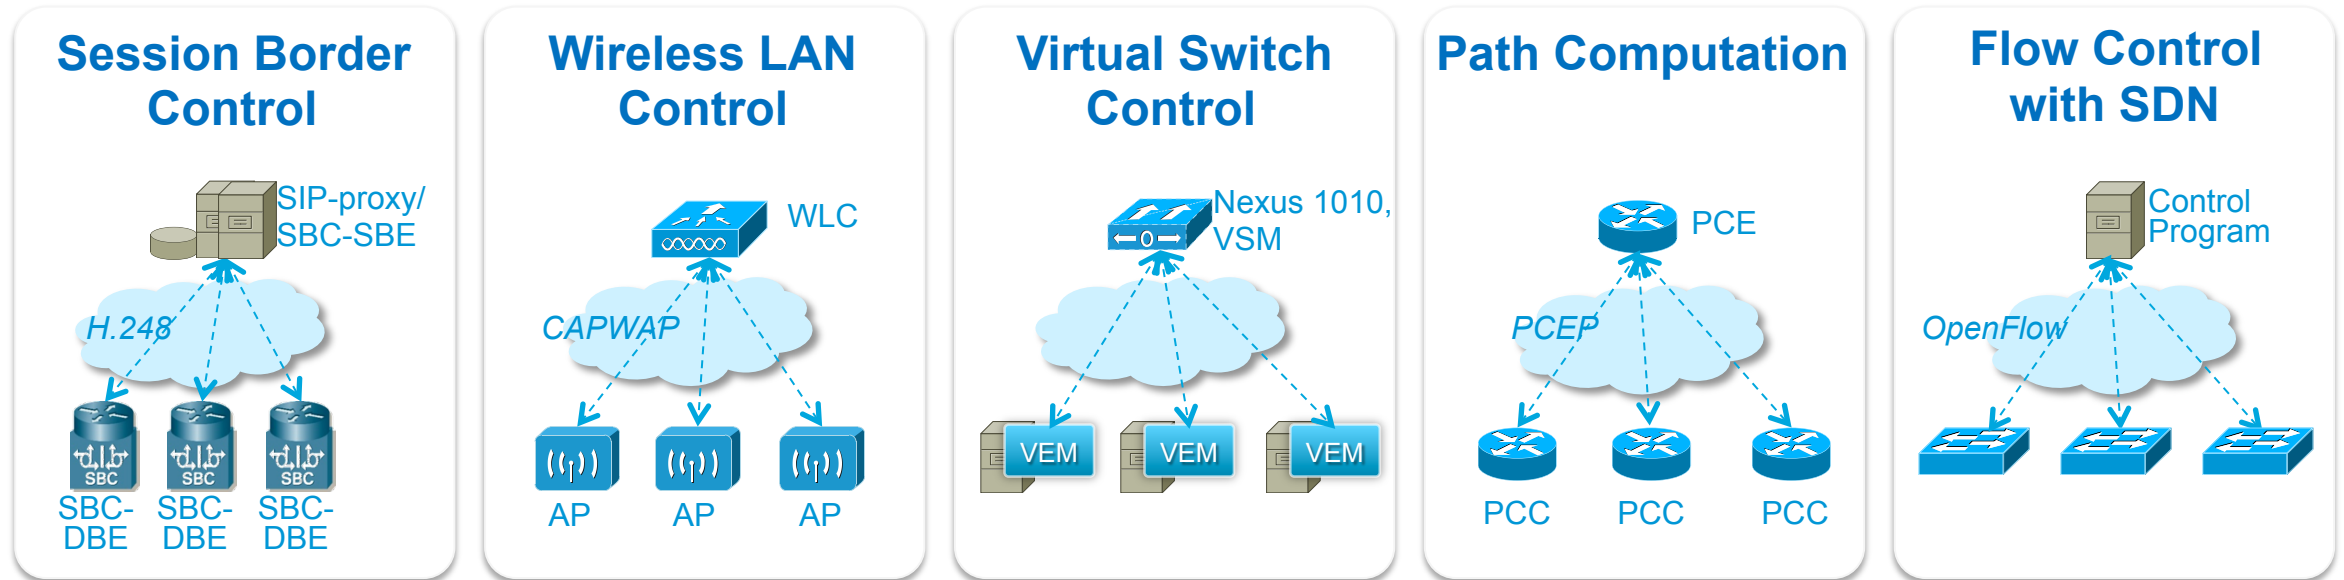 Session Border
Control
SIP-proxy/
SBC-SBE
H.248
SBC
SBC
SBC
SBC-
DBE
SBC-
DBE
SBC-
DBE
Wireless LAN
Control
WLC
CAPWAP
AP
AP
AP
Virtual Switch
Control
Nexus 1010,
VSM
VEM
VEM
VEM
Path Computation
PCE
PCEP
PCC
PCC
PCC
Flow Control
with SDN
Control
Program
OpenFlow